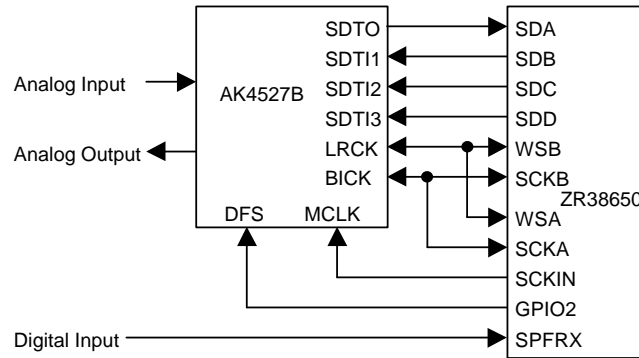 SDTO
SDTI1
SDTI2
SDTI3
LRCK
BICK
AK4527B
Analog Input
Analog Output
DFS MCLK
SDA
SDB
SDC
SDD
WSB
SCKB
ZR38650
WSA
SCKA
SCKIN
GPIO2
Digital Input
SPFRX